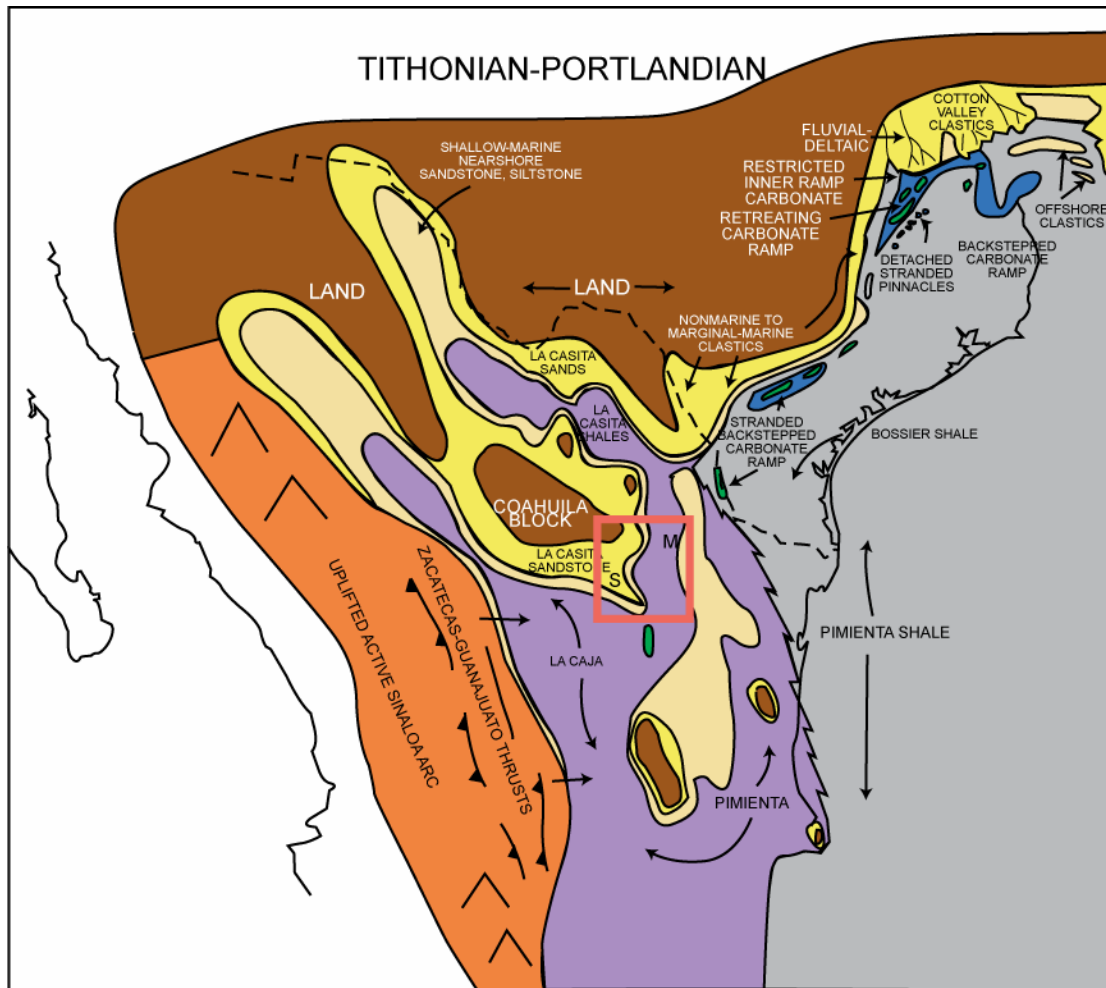 TITHONIAN-PORTLANDIAN
COTTON
VALLEY
CLASTICS
FLUVIAL-
DELTAIC
SHALLOW-MARINE
NEARSHORE
SANDSTONE, SILTSTONE
RESTRICTED
INNER RAMP
CARBONATE
RETREATING
CARBONATE
RAMP
OFFSHORE
CLASTICS
DETACHED
STRANDED
PINNACLES
BACKSTEPPED
CARBONATE
RAMP
LAND
LAND
NONMARINE TO
MARGINAL-MARINE
CLASTICS
LA CASITA
SANDS
LA
CASITA
SHALES
STRANDED
BACKSTEPPED
CARBONATE
RAMP
BOSSIER SHALE
COAHUILA
BLOCK
LA CASITA
SANDSTONE
M
S
ZACATECAS-GUANAJUATO THRUSTS
UPLIFTED ACTIVE SINALOA ARC
LA CAJA
PIMIENTA SHALE
PIMIENTA